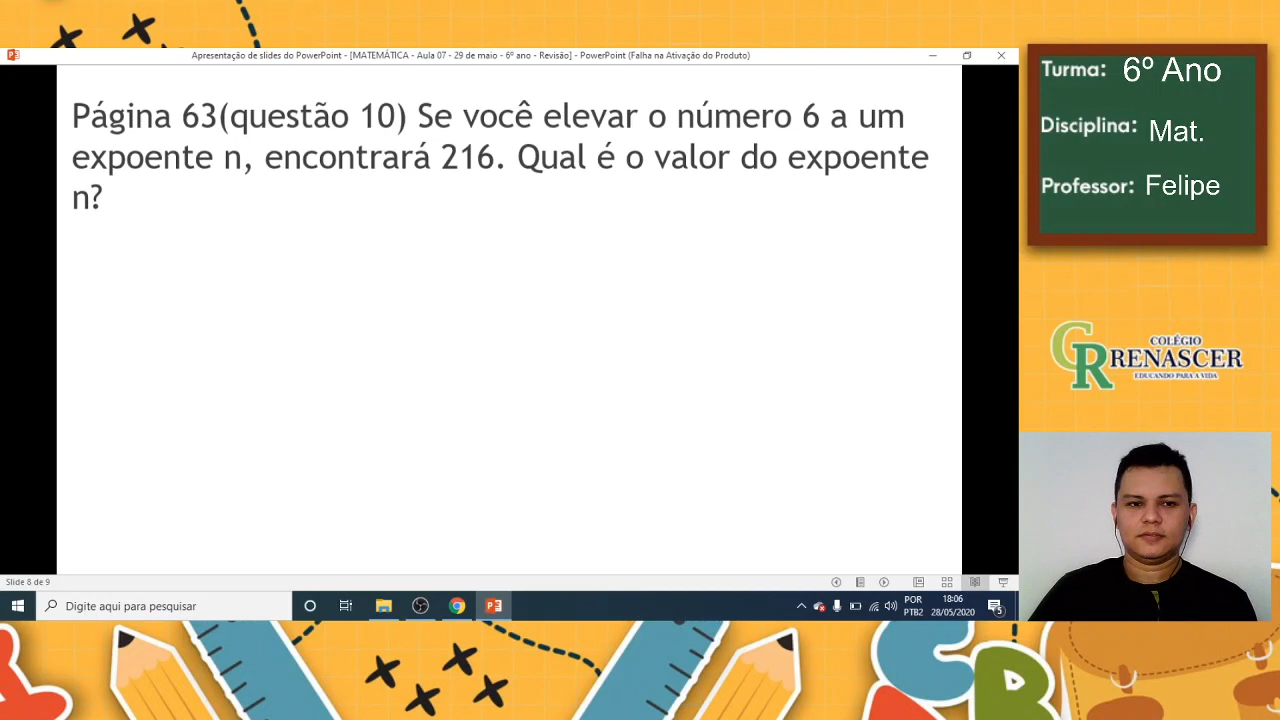 Apresentação de slides do PowerPoint - [MATEMÁTICA - Aula 07 - 29 de maio - 6º ano - Revisão] - PowerPoint (Falha na Ativação do Produto)
Página 63(questão 10) Se você elevar o número 6 a um
expoente n, encontrará 216. Qual é o valor do expoente
n?
Turma: 6º Ano
Disciplina: Mat.
Professor: Felipe
COLÉGIO
CR RENASCER
EDUCANDO PARA A VIDA
Slide 8 de 9
Digite aqui para pesquisar
POR
PTB2
18:06
28/05/2020
5